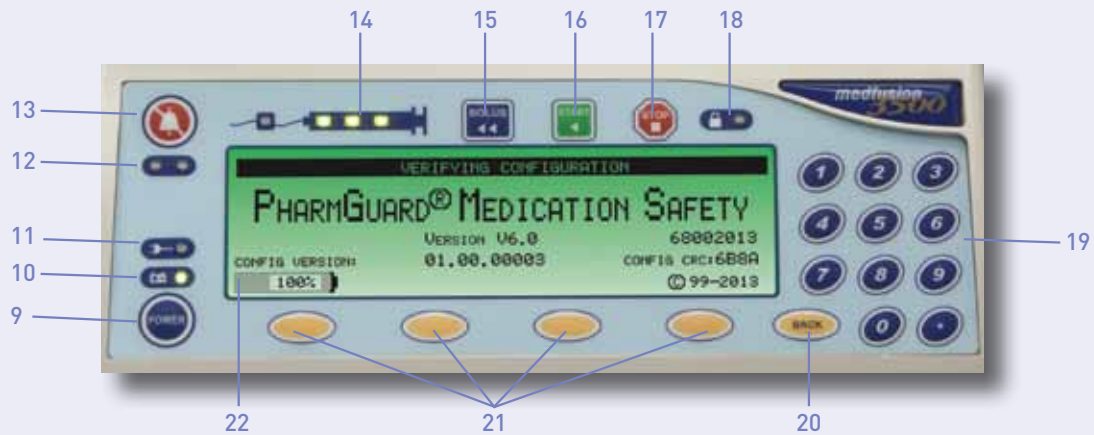 14 15 16 17 18
13
12
11
10
9
22 21 20
19
medfusion
3500
BOLUS
START
STOP
VERIFYING CONFIGURATION
PHARMGUARD® MEDICATION SAFETY
VERSION V6.0 68002013
CONFIG VERSION: 01.00.00003 CONFIG CRC:6B8A
100% © 99-2013
POWER
BACK
1 2 3
4 5 6
7 8 9
0 .